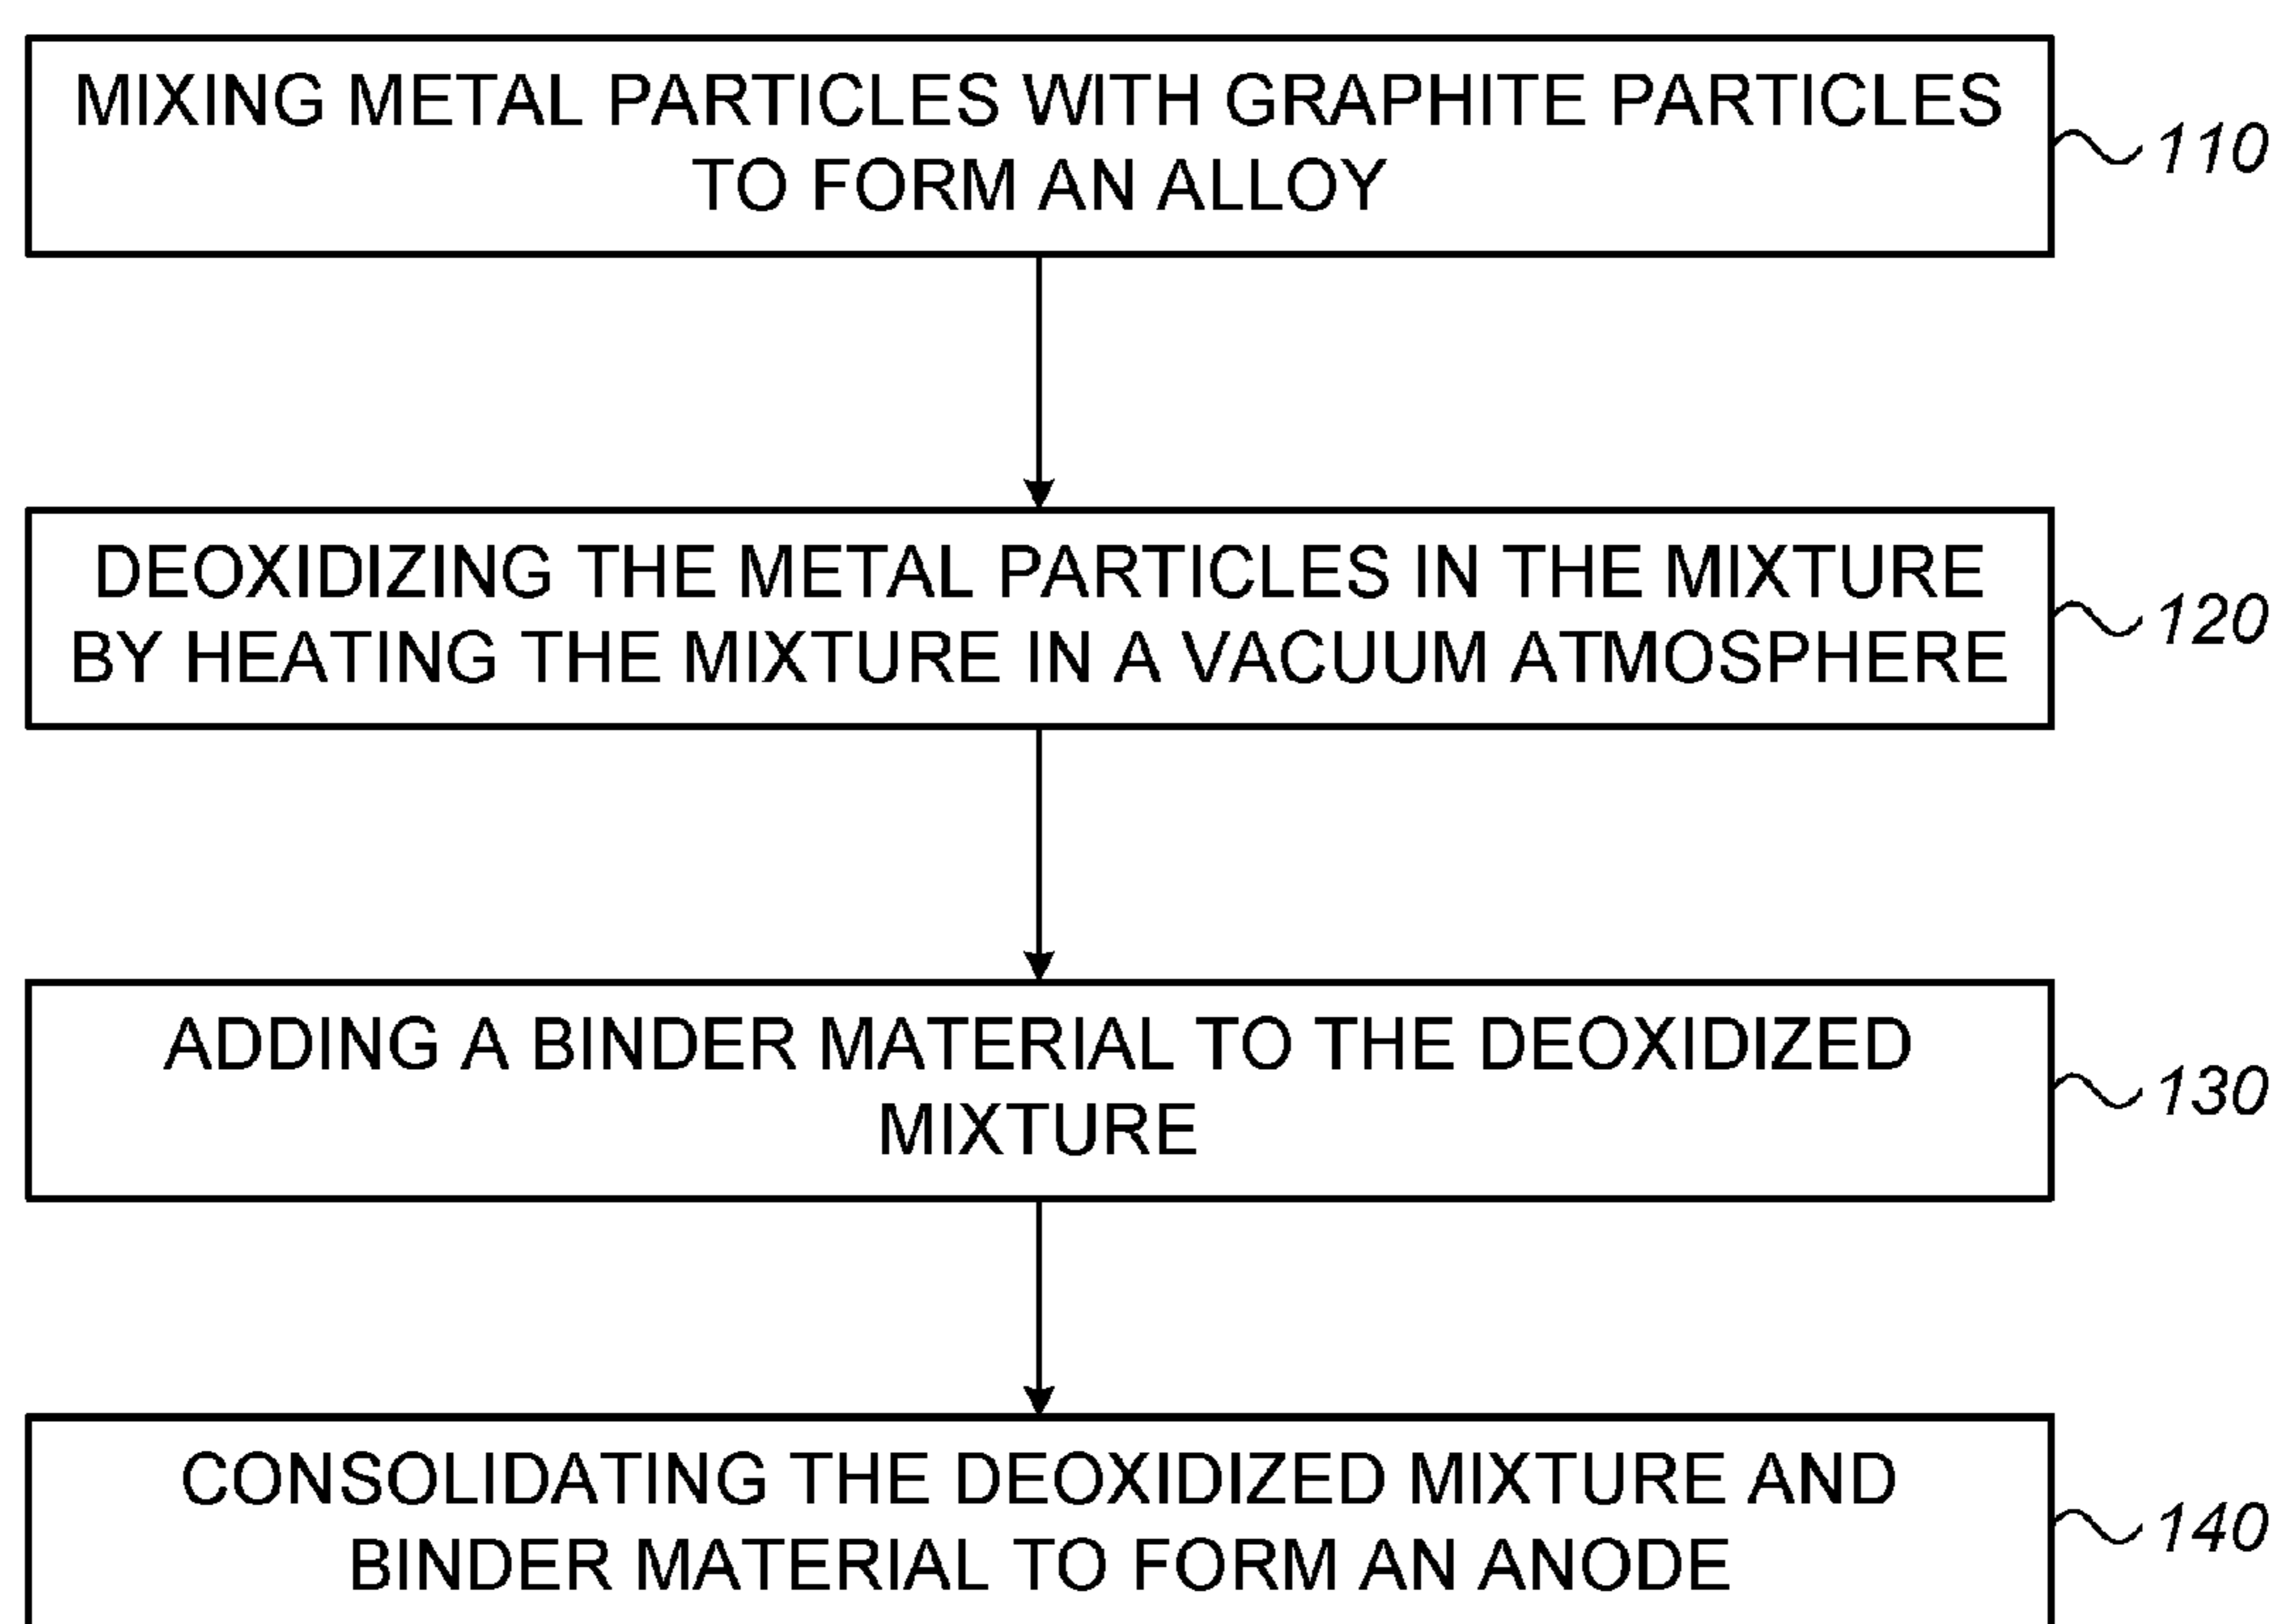 MIXING METAL PARTICLES WITH GRAPHITE PARTICLES
TO FORM AN ALLOY
110
DEOXIDIZING THE METAL PARTICLES IN THE MIXTURE
BY HEATING THE MIXTURE IN A VACUUM ATMOSPHERE
120
ADDING A BINDER MATERIAL TO THE DEOXIDIZED
MIXTURE
130
CONSOLIDATING THE DEOXIDIZED MIXTURE AND
BINDER MATERIAL TO FORM AN ANODE
140